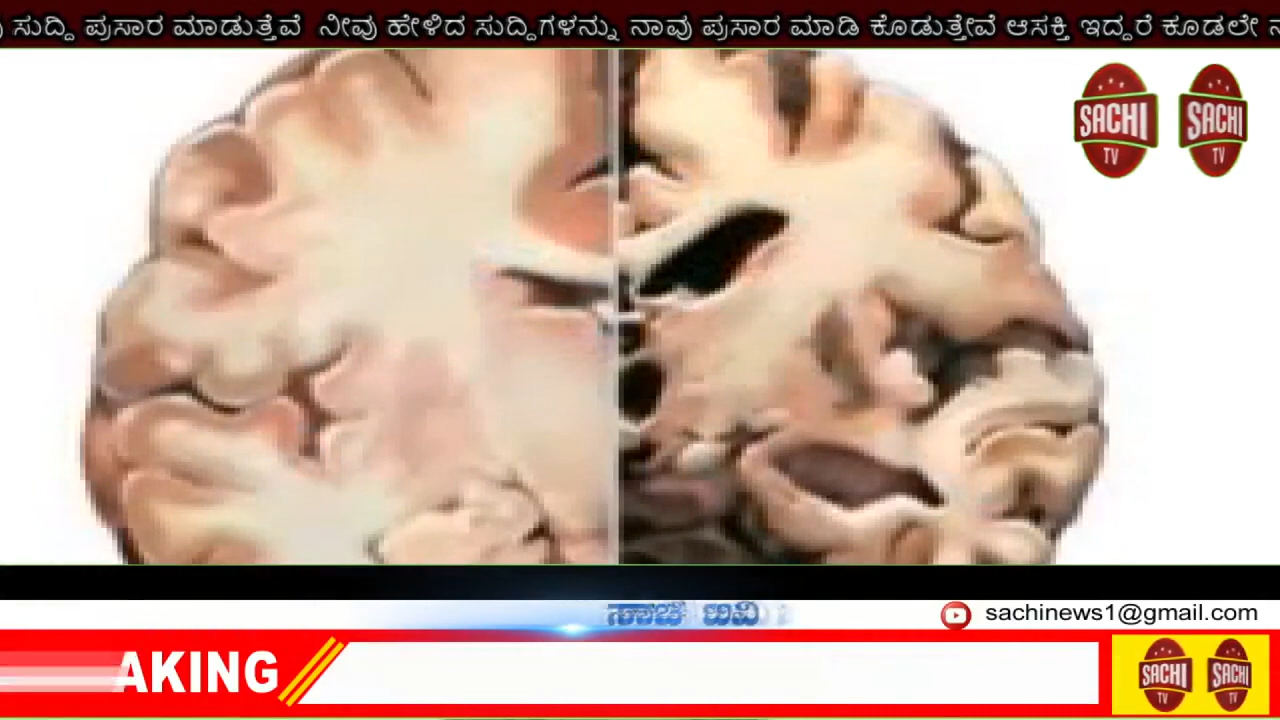 ಸುದ್ದಿ ಪ್ರಸಾರ ಮಾಡುತ್ತೆವೆ ನೀವು ಹೇಳಿದ ಸುದ್ದಿಗಳನ್ನು ನಾವು ಪ್ರಸಾರ ಮಾಡಿ ಕೊಡುತ್ತೇವೆ ಆಸಕ್ತಿ ಇದ್ದರೆ ಕೂಡಲೇ
SACHI TV SACHI TV
ಸಾಚಿ ಟಿವಿ sachinews1@gmail.com
AKING SACHI TV SACHI TV